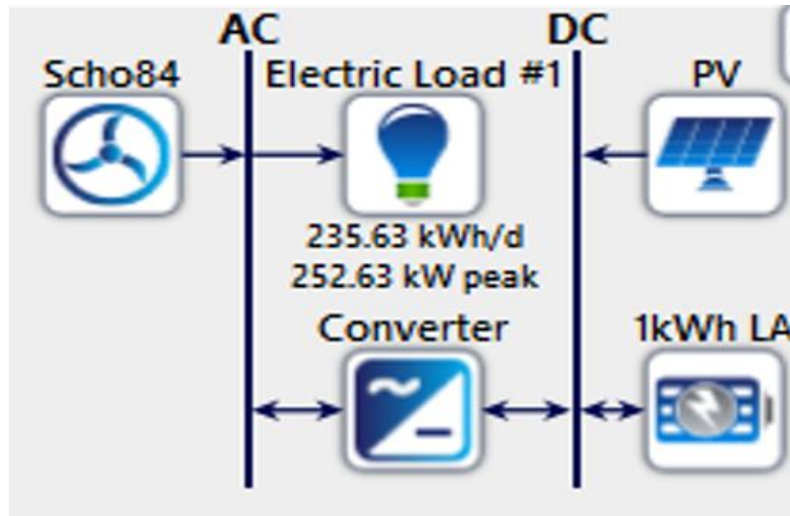 AC
DC
Scho84
Electric Load #1
PV
235.63 kWh/d
252.63 kW peak
Converter
1kWh LA